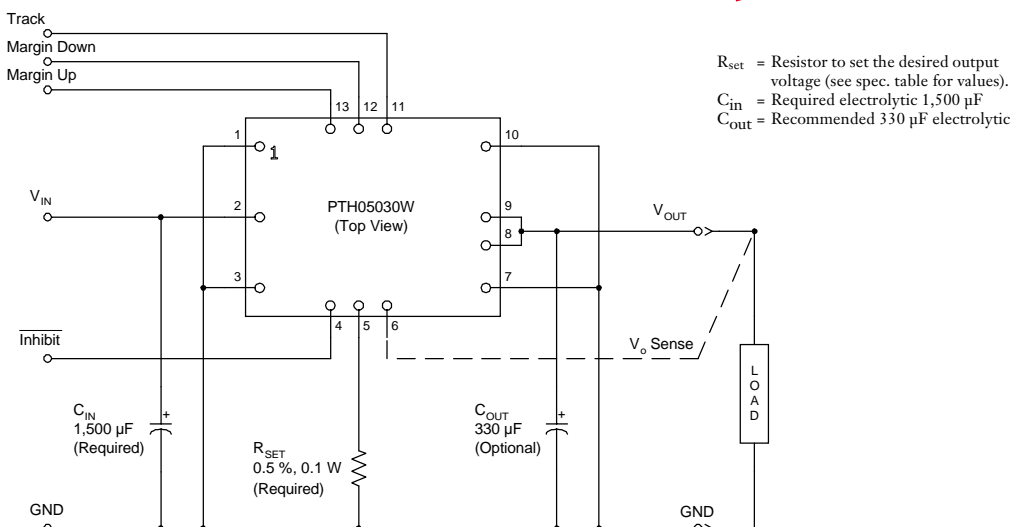 Track
Margin Down
Margin Up
Rset = Resistor to set the desired output
voltage (see spec. table for values).
Cin = Required electrolytic 1,500 µF
Cout = Recommended 330 µF electrolytic
13 12 11
1
1
10
VIN
2
PTH05030W
(Top View)
9
8
VOUT
3
7
4
5
6
Inhibit
Vo Sense
LOAD
CIN
1,500 µF
(Required)
+
COUT
330 µF
(Optional)
+
RSET
0.5 %, 0.1 W
(Required)
GND
GND